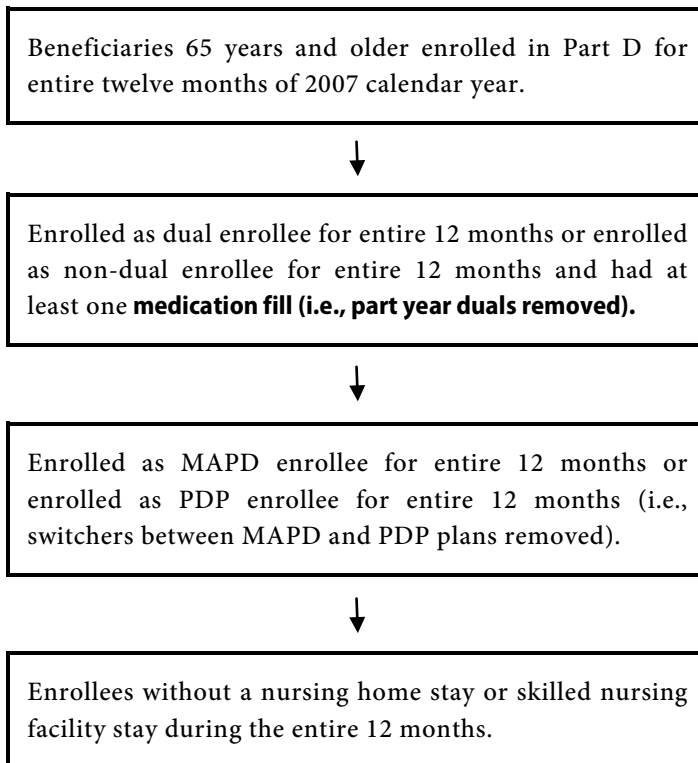 Beneficiaries 65 years and older enrolled in Part D for
entire twelve months of 2007 calendar year.
Enrolled as dual enrollee for entire 12 months or enrolled
as non-dual enrollee for entire 12 months and had at
least one medication fill (i.e., part year duals removed).
Enrolled as MAPD enrollee for entire 12 months or
enrolled as PDP enrollee for entire 12 months (i.e.,
switchers between MAPD and PDP plans removed).
Enrollees without a nursing home stay or skilled nursing
facility stay during the entire 12 months.